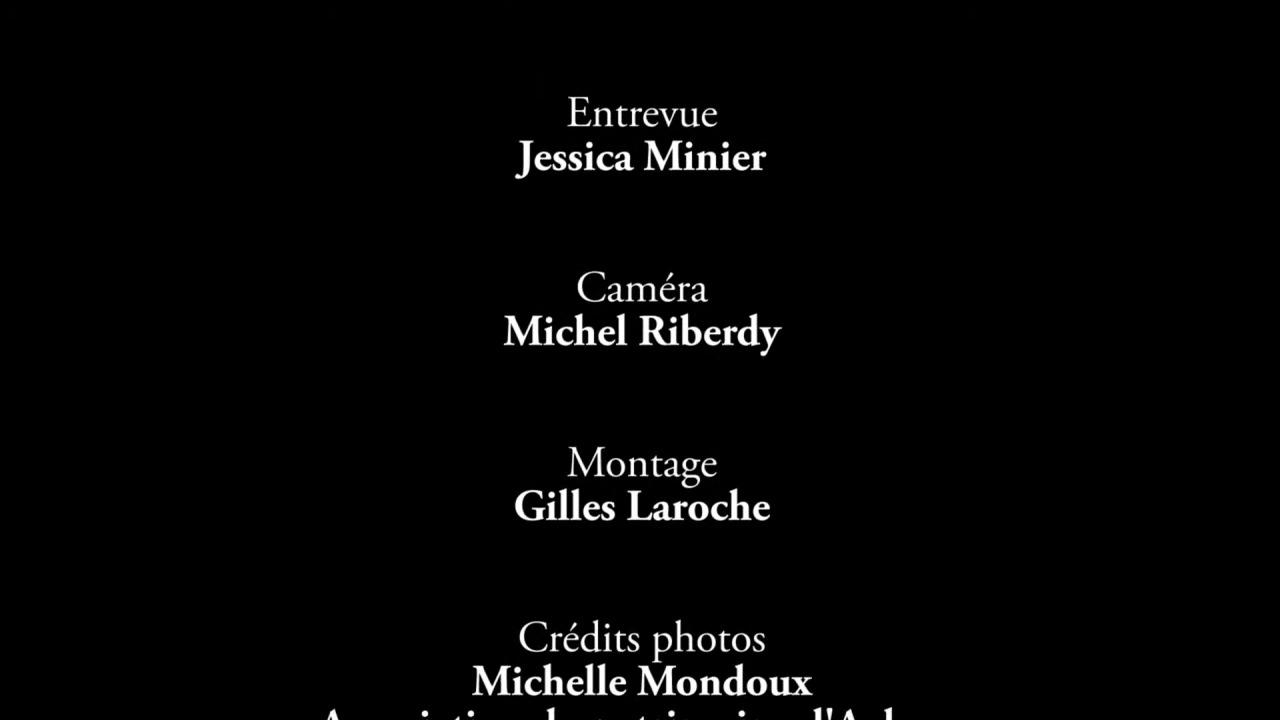 Entrevue
Jessica Minier
Caméra
Michel Riberdy
Montage
Gilles Laroche
Crédits photos
Michelle Mondoux